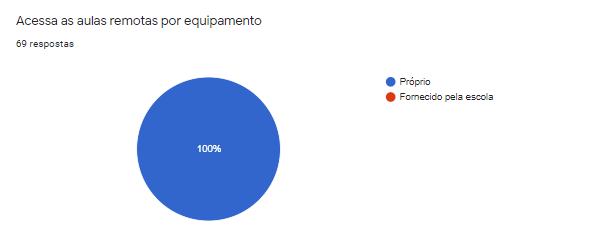 Acessa as aulas remotas por equipamento
69 respostas
100%
Próprio
Fornecido pela escola